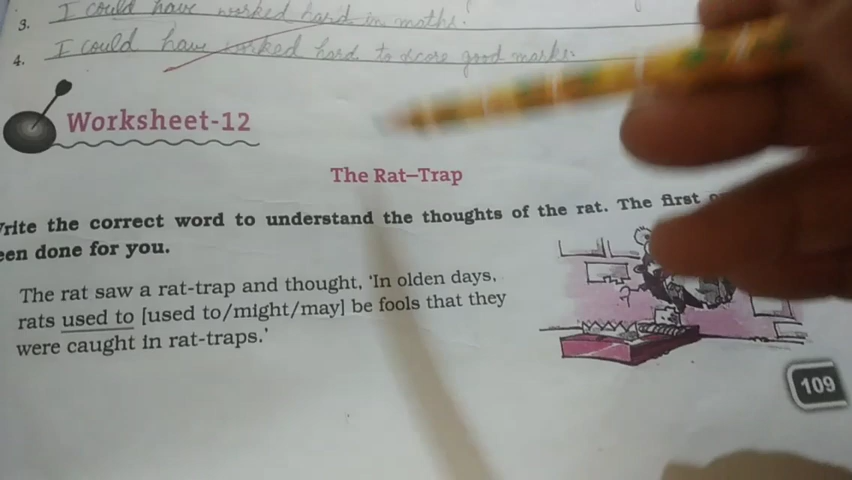 3. I could have worked hard in maths.
4. I could have worked hard to score good marks.
Worksheet-12
The Rat–Trap
Write the correct word to understand the thoughts of the rat. The first
been done for you.
The rat saw a rat-trap and thought, 'In olden days,
rats used to [used to/might/may] be fools that they
were caught in rat-traps.'
109